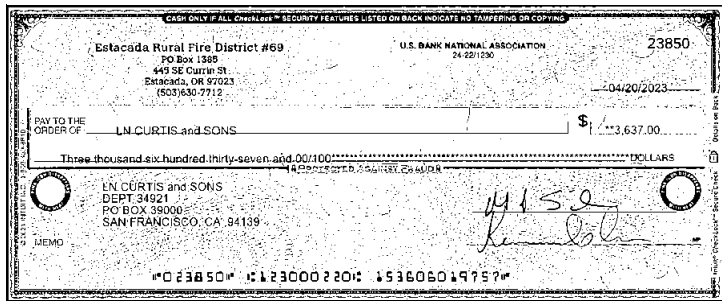 CASH ONLY IF ALL CheckLock™ SECURITY FEATURES LISTED ON BACK INDICATE NO TAMPERING OR COPYING
Estacada Rural Fire District #69
PO Box 1385
445 SE Currin St
Estacada, OR 97023
(503)630-7712
U.S. BANK NATIONAL ASSOCIATION
24-22/1230
23850
04/20/2023
PAY TO THE
ORDER OF
LN CURTIS and SONS
$ **3,637.00
Three thousand six hundred thirty-seven and 00/100
DOLLARS
LN CURTIS and SONS
DEPT 34921
PO BOX 39000
SAN FRANCISCO, CA 94139
MEMO
⑈023850⑈ ⑆123000220⑆ 153606019757⑈